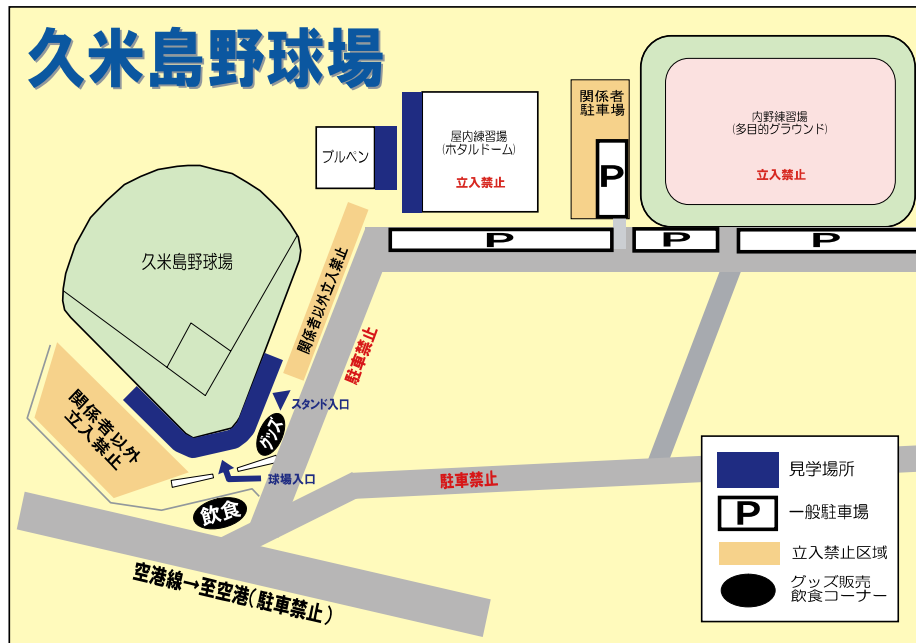 久米島野球場
関係者
駐車場
P
内野練習場
(多目的グラウンド)
立入禁止
屋内練習場
(ホタルドーム)
立入禁止
ブルペン
P
P
P
久米島野球場
関係者以外立入禁止
駐車禁止
スタンド入口
グッズ
関係者以外
立入禁止
球場入口
飲食
駐車禁止
空港線→至空港(駐車禁止)
見学場所
P
一般駐車場
立入禁止区域
グッズ販売
飲食コーナー